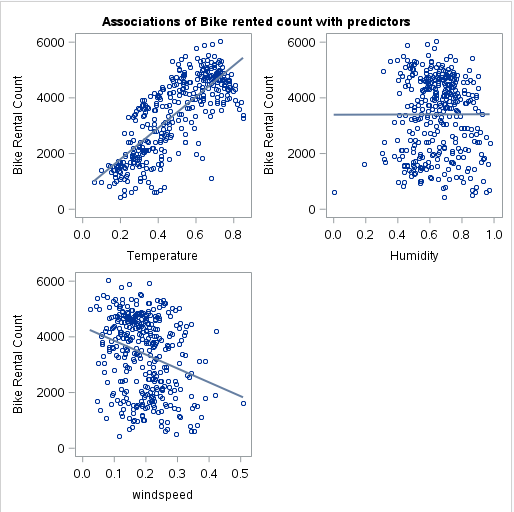 Associations of Bike rented count with predictors
Bike Rental Count
6000
4000
2000
0
0.0 0.2 0.4 0.6 0.8
Temperature
Bike Rental Count
6000
4000
2000
0
0.0 0.2 0.4 0.6 0.8 1.0
Humidity
Bike Rental Count
6000
4000
2000
0
0.0 0.1 0.2 0.3 0.4 0.5
windspeed